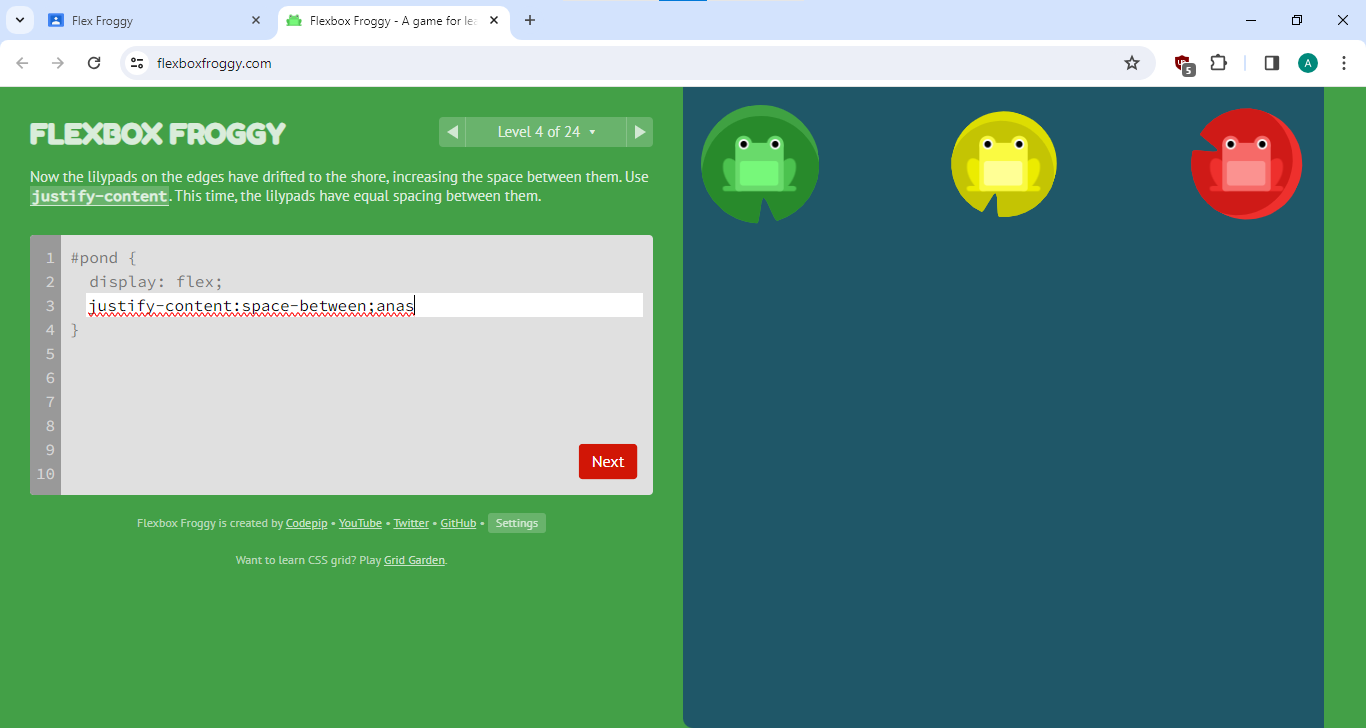 Flex Froggy
Flexbox Froggy - A game for lea
flexboxfroggy.com
5
A
FLEXBOX FROGGY
Level 4 of 24
Now the lilypads on the edges have drifted to the shore, increasing the space between them. Use
justify-content. This time, the lilypads have equal spacing between them.
1 #pond {
2 display: flex;
3 justify-content:space-between;anas
4 }
5
6
7
8
9
10
Next
Flexbox Froggy is created by Codepip • YouTube • Twitter • GitHub • Settings
Want to learn CSS grid? Play Grid Garden.